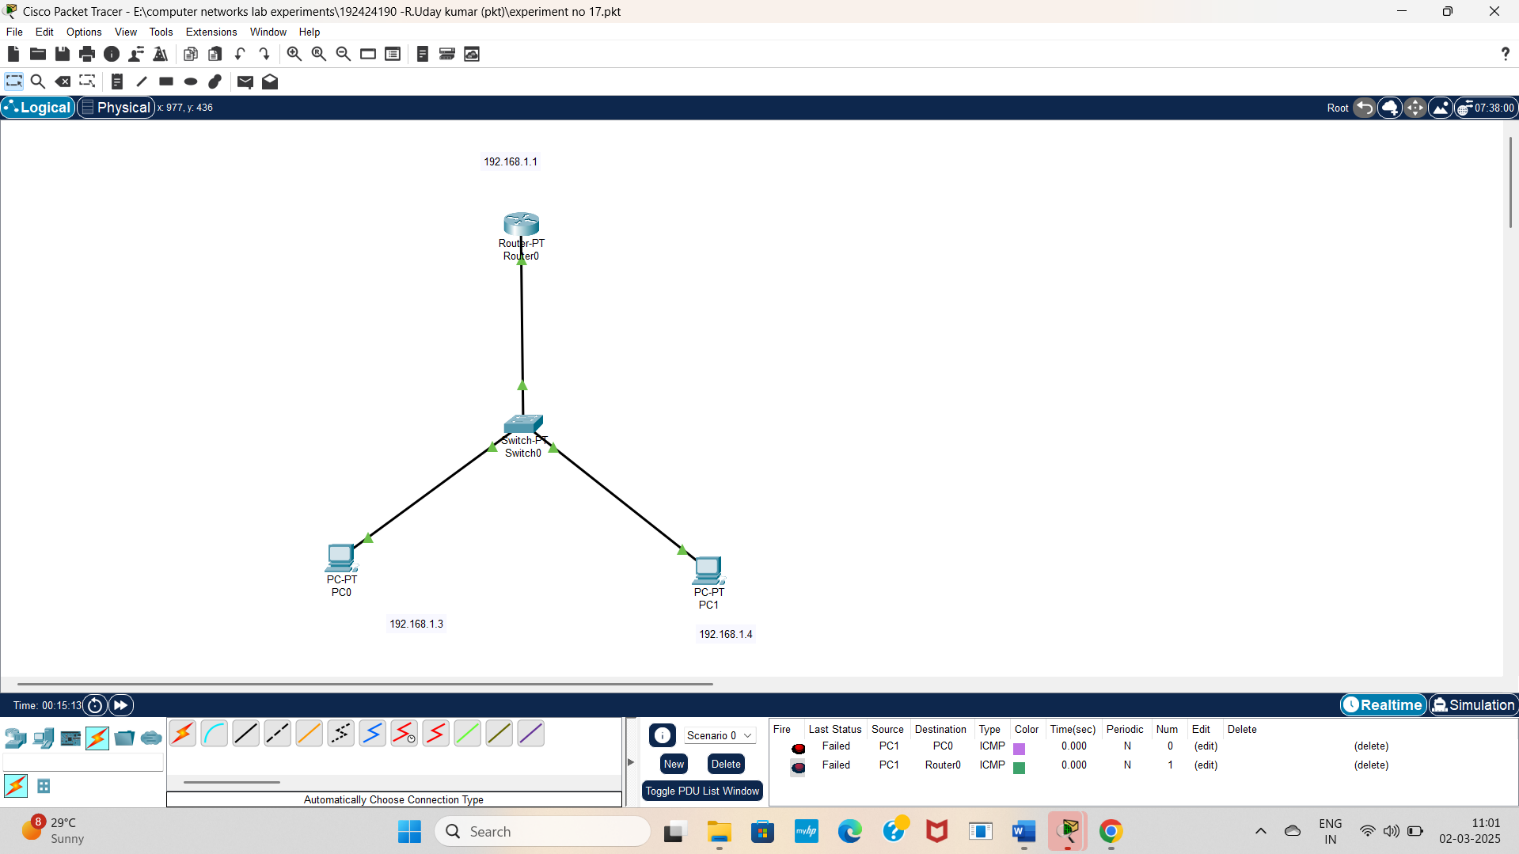 Cisco Packet Tracer - E:\computer networks lab experiments\192424190 -R.Uday kumar (pkt)\experiment no 17.pkt
File Edit Options View Tools Extensions Window Help
?
Logical Physical x: 977, y: 436 Root 07:38:00
192.168.1.1
Router-PT
Router0
Switch-PT
Switch0
PC-PT
PC0
PC-PT
PC1
192.168.1.3
192.168.1.4
Time: 00:15:13 Realtime Simulation
Scenario 0
New Delete
Toggle PDU List Window
Fire Last Status Source Destination Type Color Time(sec) Periodic Num Edit Delete
Failed PC1 PC0 ICMP 0.000 N 0 (edit) (delete)
Failed PC1 Router0 ICMP 0.000 N 1 (edit) (delete)
Automatically Choose Connection Type
8 29°C
Sunny
Search
ENG
IN
11:01
02-03-2025